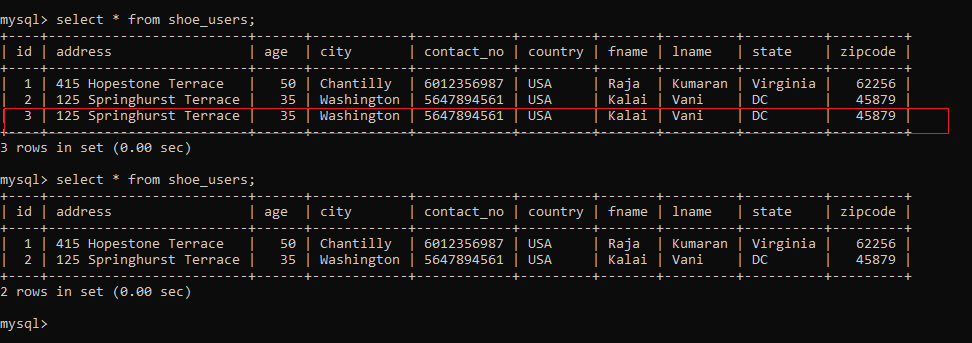 mysql> select * from shoe_users;
+----+------------------------+------+------------+------------+---------+-------+---------+----------+---------+
| id | address                | age  | city       | contact_no | country | fname | lname   | state    | zipcode |
+----+------------------------+------+------------+------------+---------+-------+---------+----------+---------+
|  1 | 415 Hopestone Terrace  |   50 | Chantilly  | 6012356987 | USA     | Raja  | Kumaran | Virginia |   62256 |
|  2 | 125 Springhurst Terrace |   35 | Washington | 5647894561 | USA     | Kalai | Vani    | DC       |   45879 |
|  3 | 125 Springhurst Terrace |   35 | Washington | 5647894561 | USA     | Kalai | Vani    | DC       |   45879 |
+----+------------------------+------+------------+------------+---------+-------+---------+----------+---------+
3 rows in set (0.00 sec)
mysql> select * from shoe_users;
+----+------------------------+------+------------+------------+---------+-------+---------+----------+---------+
| id | address                | age  | city       | contact_no | country | fname | lname   | state    | zipcode |
+----+------------------------+------+------------+------------+---------+-------+---------+----------+---------+
|  1 | 415 Hopestone Terrace  |   50 | Chantilly  | 6012356987 | USA     | Raja  | Kumaran | Virginia |   62256 |
|  2 | 125 Springhurst Terrace |   35 | Washington | 5647894561 | USA     | Kalai | Vani    | DC       |   45879 |
+----+------------------------+------+------------+------------+---------+-------+---------+----------+---------+
2 rows in set (0.00 sec)
mysql>